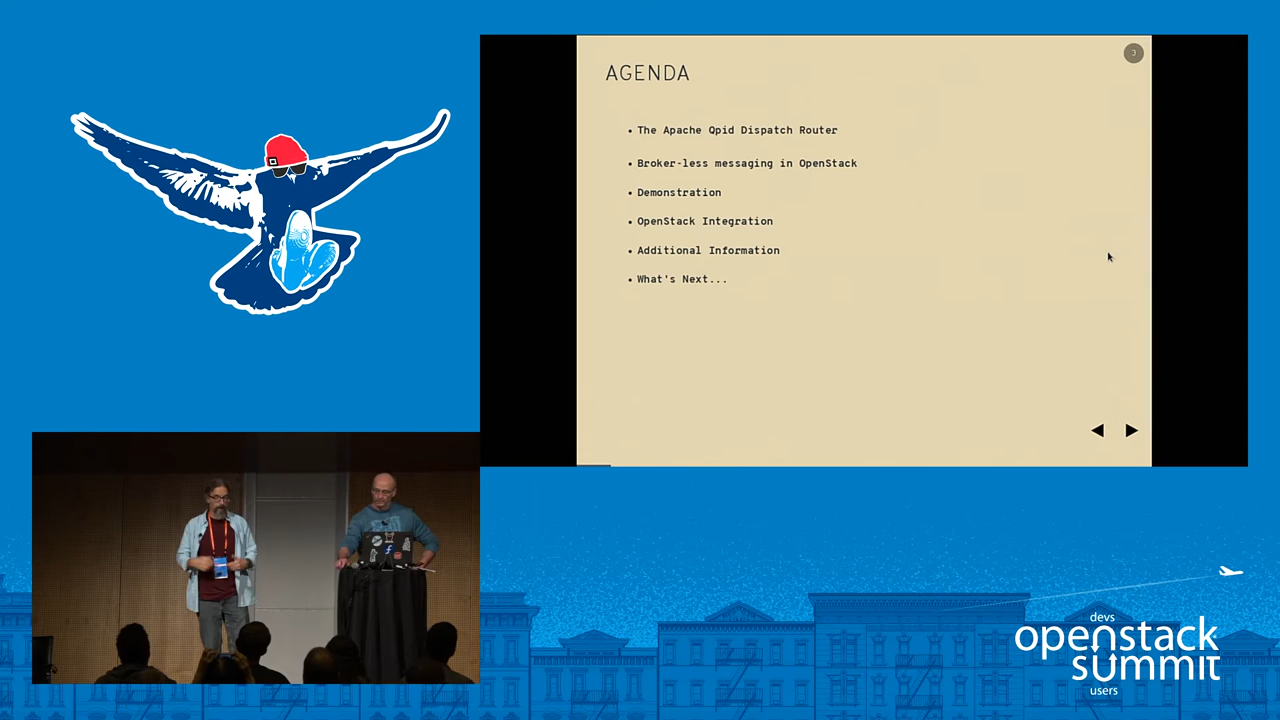 3
AGENDA
• The Apache Qpid Dispatch Router
• Broker-less messaging in OpenStack
• Demonstration
• OpenStack Integration
• Additional Information
• What's Next...
devs
openstack
summit
users